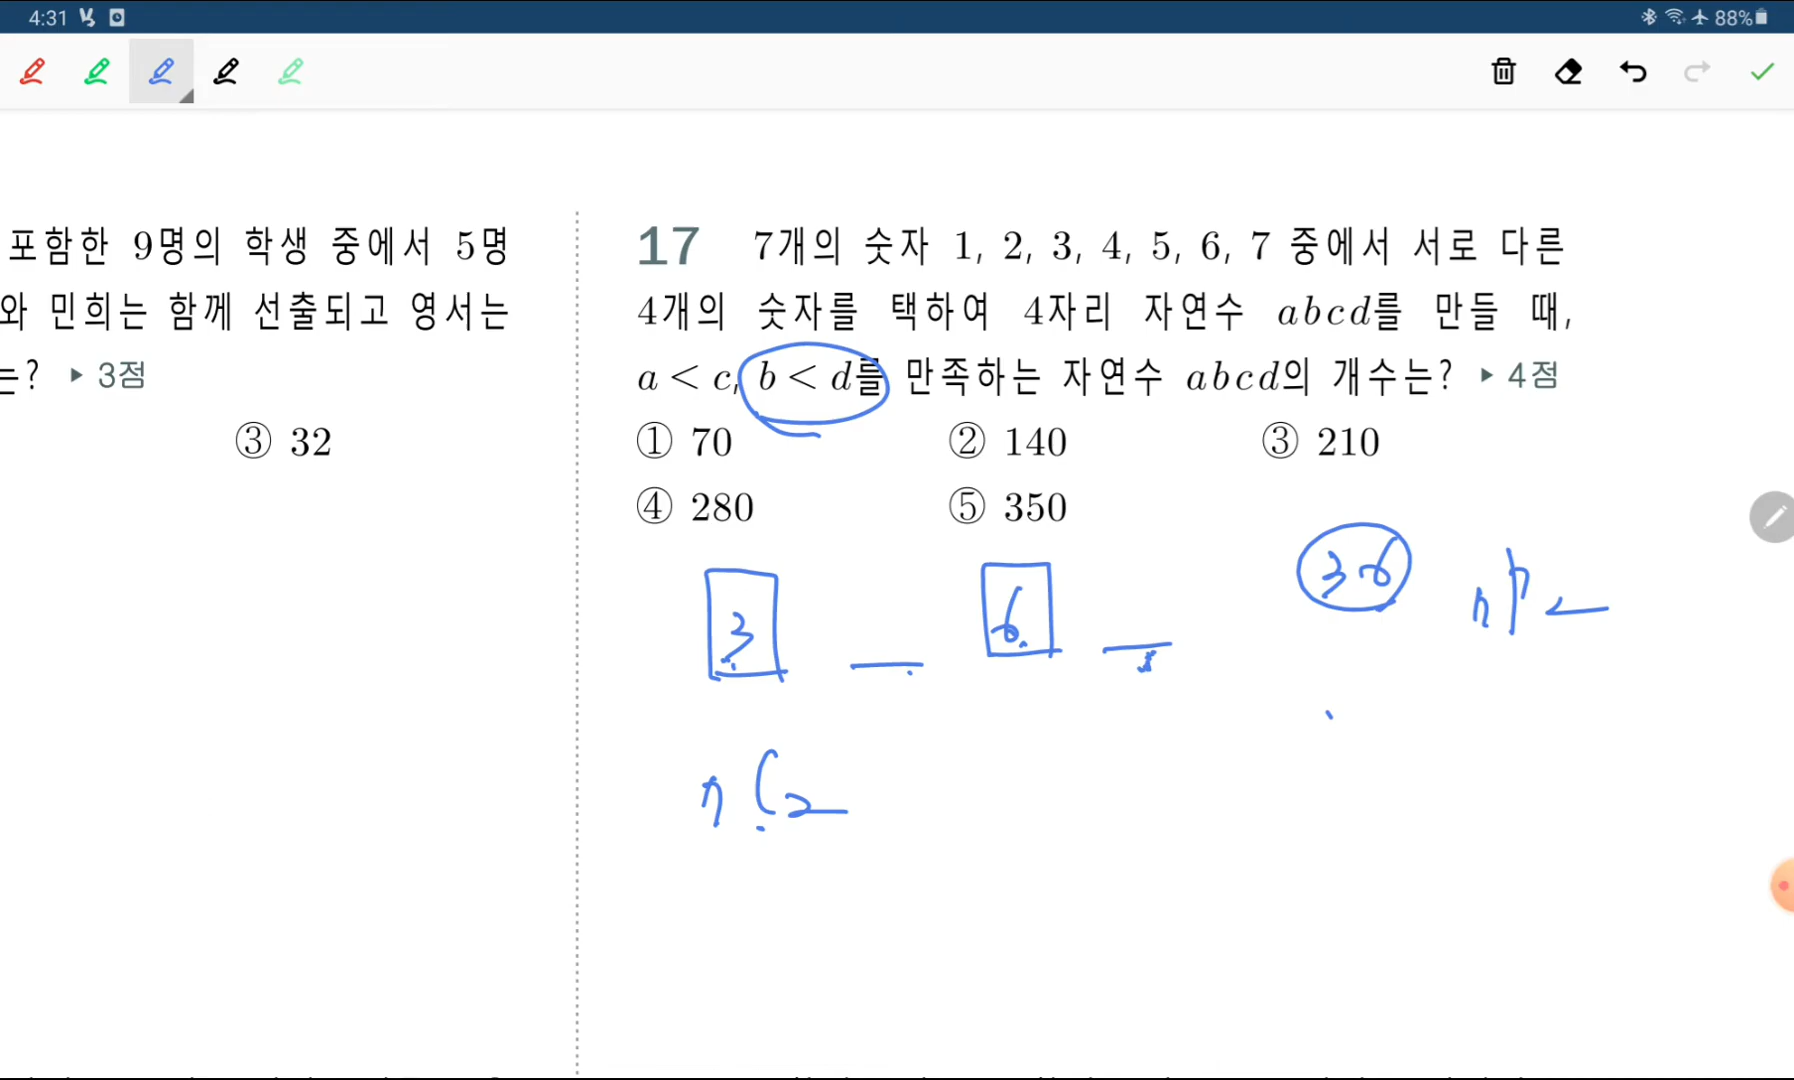 4:31 88%
포함한 9명의 학생 중에서 5명
와 민희는 함께 선출되고 영서는
는? ▶ 3점
③ 32
17 7개의 숫자 1, 2, 3, 4, 5, 6, 7 중에서 서로 다른
4개의 숫자를 택하여 4자리 자연수 abcd를 만들 때,
a < c, b < d를 만족하는 자연수 abcd의 개수는? ▶ 4점
① 70 ② 140 ③ 210
④ 280 ⑤ 350
3 6 36
7 C 2